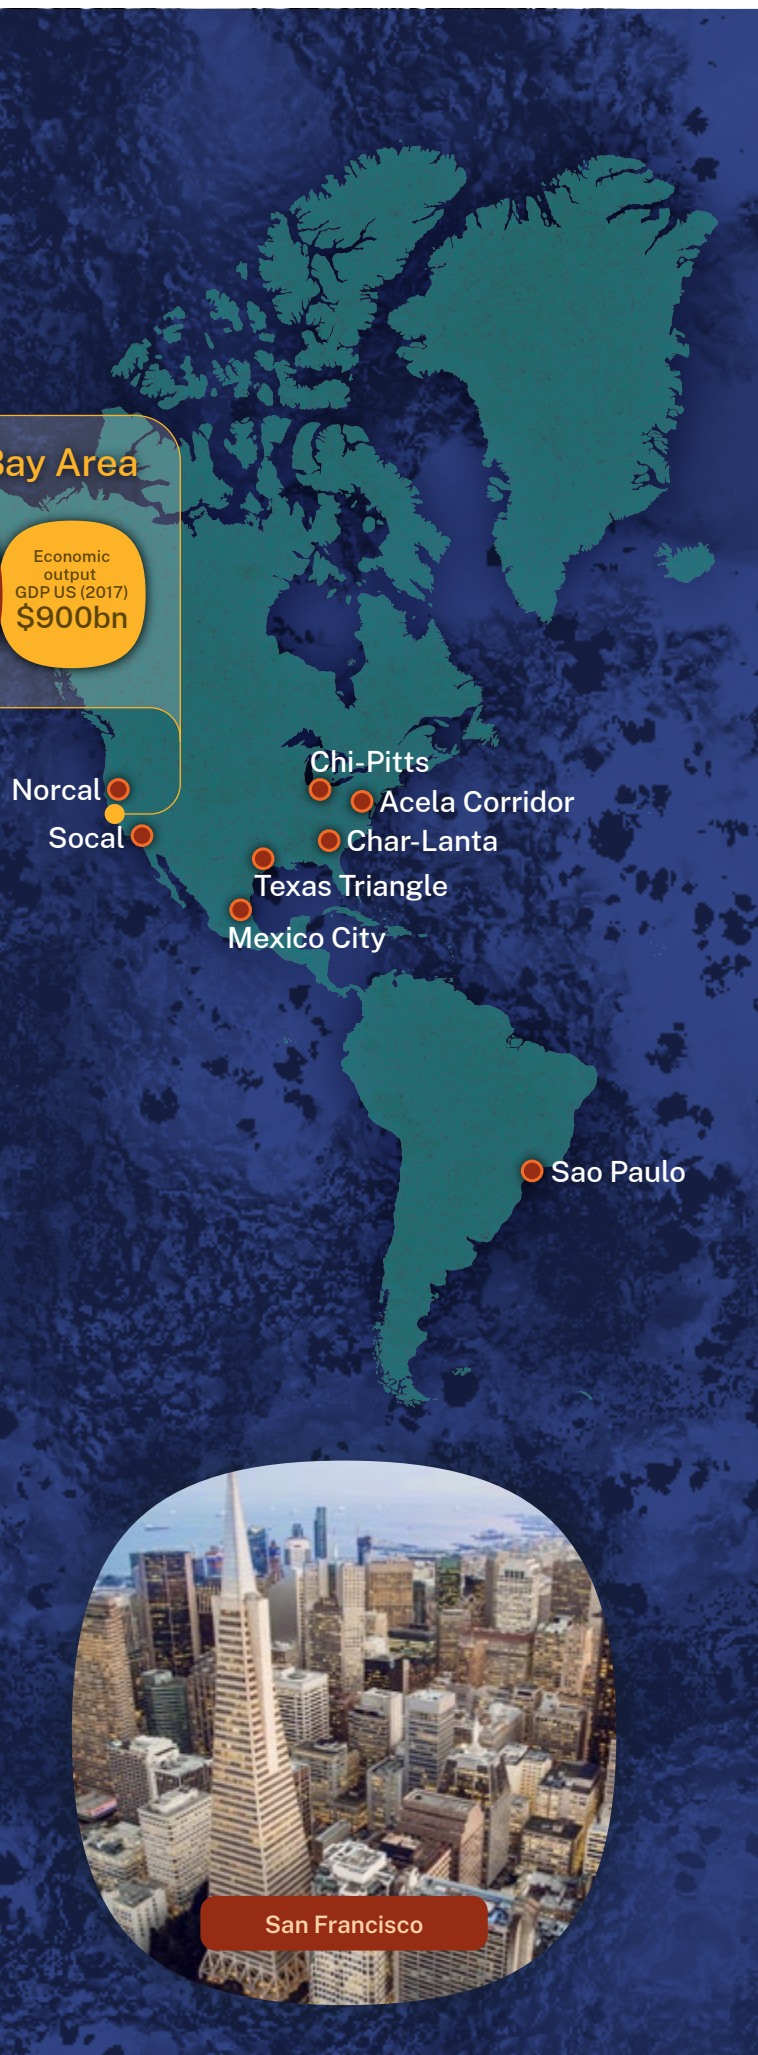 Bay Area
Economic
output
GDP US (2017)
$900bn
Chi-Pitts
Norcal
Acela Corridor
Socal
Char-Lanta
Texas Triangle
Mexico City
Sao Paulo
San Francisco